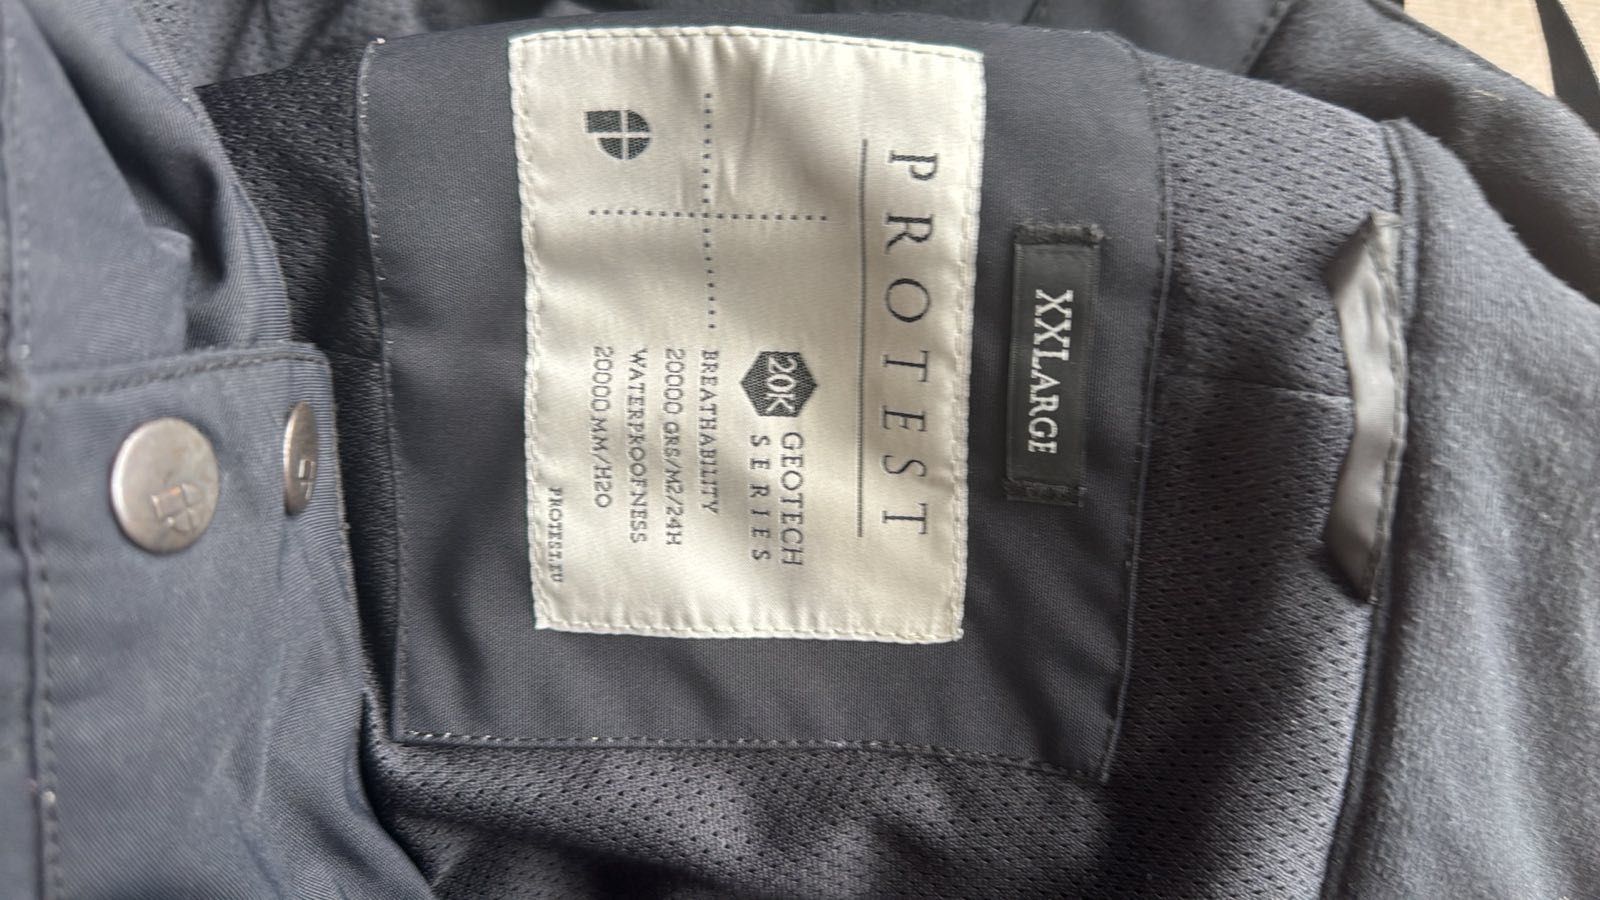 XXLARGE
PROTEST
20K GEOTECH
SERIES
BREATHABILITY
20000 GRS/M2/24H
WATERPROOFNESS
20000 MM/H2O
PROTEST.EU